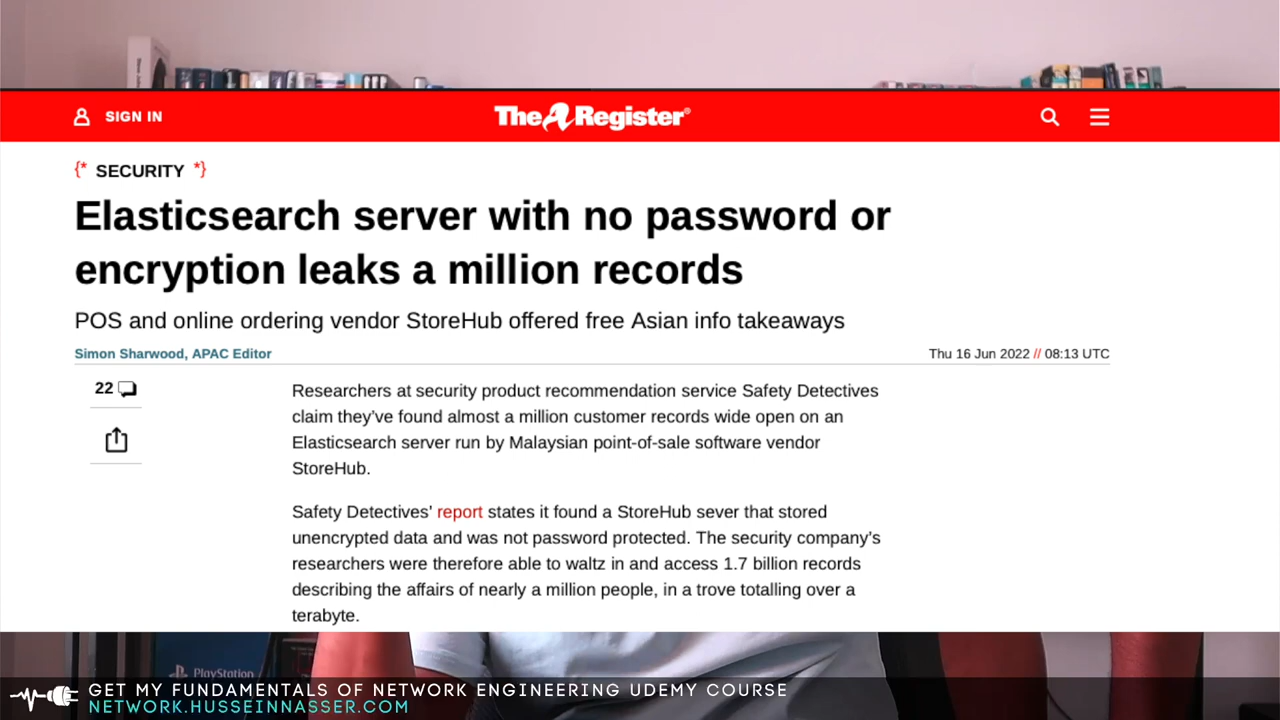 SIGN IN
The Register®
{* SECURITY *}
Elasticsearch server with no password or
encryption leaks a million records
POS and online ordering vendor StoreHub offered free Asian info takeaways
Simon Sharwood, APAC Editor
Thu 16 Jun 2022 // 08:13 UTC
22
Researchers at security product recommendation service Safety Detectives
claim they've found almost a million customer records wide open on an
Elasticsearch server run by Malaysian point-of-sale software vendor
StoreHub.
Safety Detectives' report states it found a StoreHub sever that stored
unencrypted data and was not password protected. The security company's
researchers were therefore able to waltz in and access 1.7 billion records
describing the affairs of nearly a million people, in a trove totalling over a
terabyte.
PlayStation
GET MY FUNDAMENTALS OF NETWORK ENGINEERING UDEMY COURSE
NETWORK.HUSSEINNASSER.COM